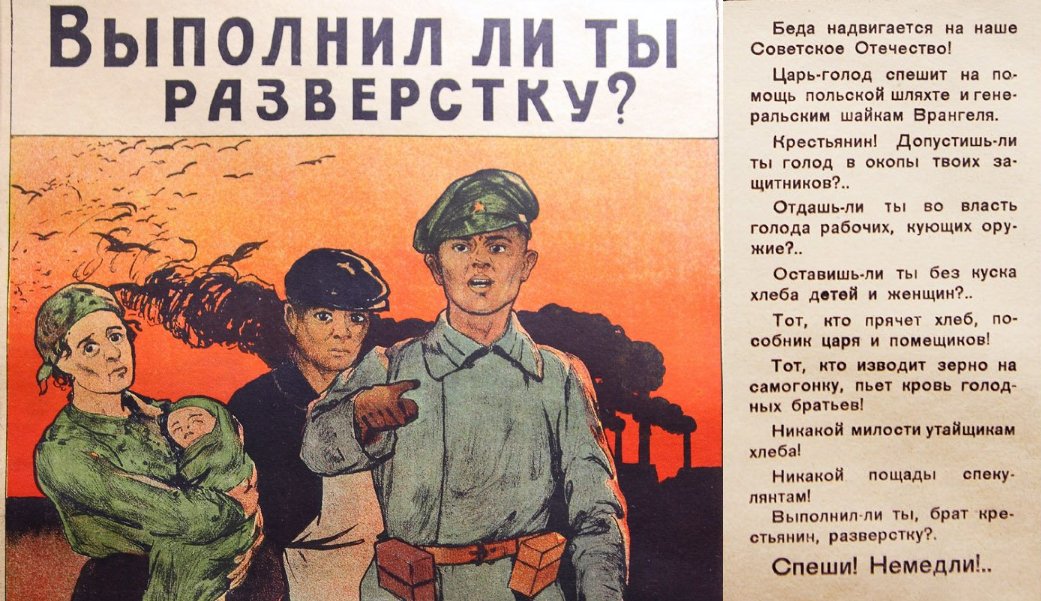 ВЫПОЛНИЛ ЛИ ТЫ
РАЗВЕРСТКУ?
Беда надвигается на наше
Советское Отечество!
Царь-голод спешит на по-
мощь польской шляхте и гене-
ральским шайкам Врангеля.
Крестьянин! Допустишь-ли
ты голод в окопы твоих за-
щитников?..
Отдашь-ли ты во власть
голода рабочих, кующих ору-
жие?..
Оставишь-ли ты без куска
хлеба детей и женщин?..
Тот, кто прячет хлеб, по-
собник царя и помещиков!
Тот, кто изводит зерно на
самогонку, пьет кровь голод-
ных братьев!
Никакой милости утайщикам
хлеба!
Никакой пощады спеку-
лянтам!
Выполнил-ли ты, брат кре-
стьянин, разверстку?.
Спеши! Немедли!..